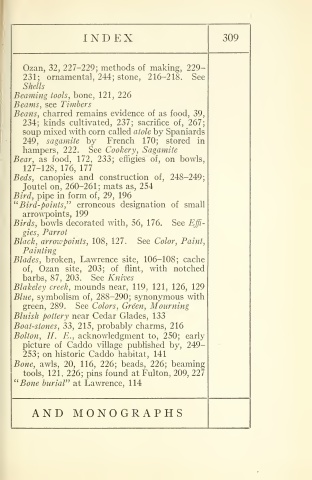 INDEX
309
Ozan, 32, 227–229; methods of making, 229–
231; ornamental, 244; stone, 216–218. See
Shells
Beaming tools, bone, 121, 226
Beams, see Timbers
Beans, charred remains evidence of as food, 39,
234; kinds cultivated, 237; sacrifice of, 267;
soup mixed with corn called atole by Spaniards
249, sagamite by French 170; stored in
hampers, 222. See Cookery, Sagamite
Bear, as food, 172, 233; effigies of, on bowls,
127–128, 176, 177
Beds, canopies and construction of, 248–249;
Joutel on, 260–261; mats as, 254
Bird, pipe in form of, 29, 196
"Bird-points," erroneous designation of small
arrowpoints, 199
Birds, bowls decorated with, 56, 176. See Effi-
gies, Parrot
Black, arrowpoints, 108, 127. See Color, Paint,
Painting
Blades, broken, Lawrence site, 106–108; cache
of, Ozan site, 203; of flint, with notched
barbs, 87, 203. See Knives
Blakeley creek, mounds near, 119, 121, 126, 129
Blue, symbolism of, 288–290; synonymous with
green, 289. See Colors, Green, Mourning
Bluish pottery near Cedar Glades, 133
Boat-stones, 33, 215, probably charms, 216
Bolton, H. E., acknowledgment to, 250; early
picture of Caddo village published by, 249–
253; on historic Caddo habitat, 141
Bone, awls, 20, 116, 226; beads, 226; beaming
tools, 121, 226; pins found at Fulton, 209, 227
"Bone burial" at Lawrence, 114
AND MONOGRAPHS